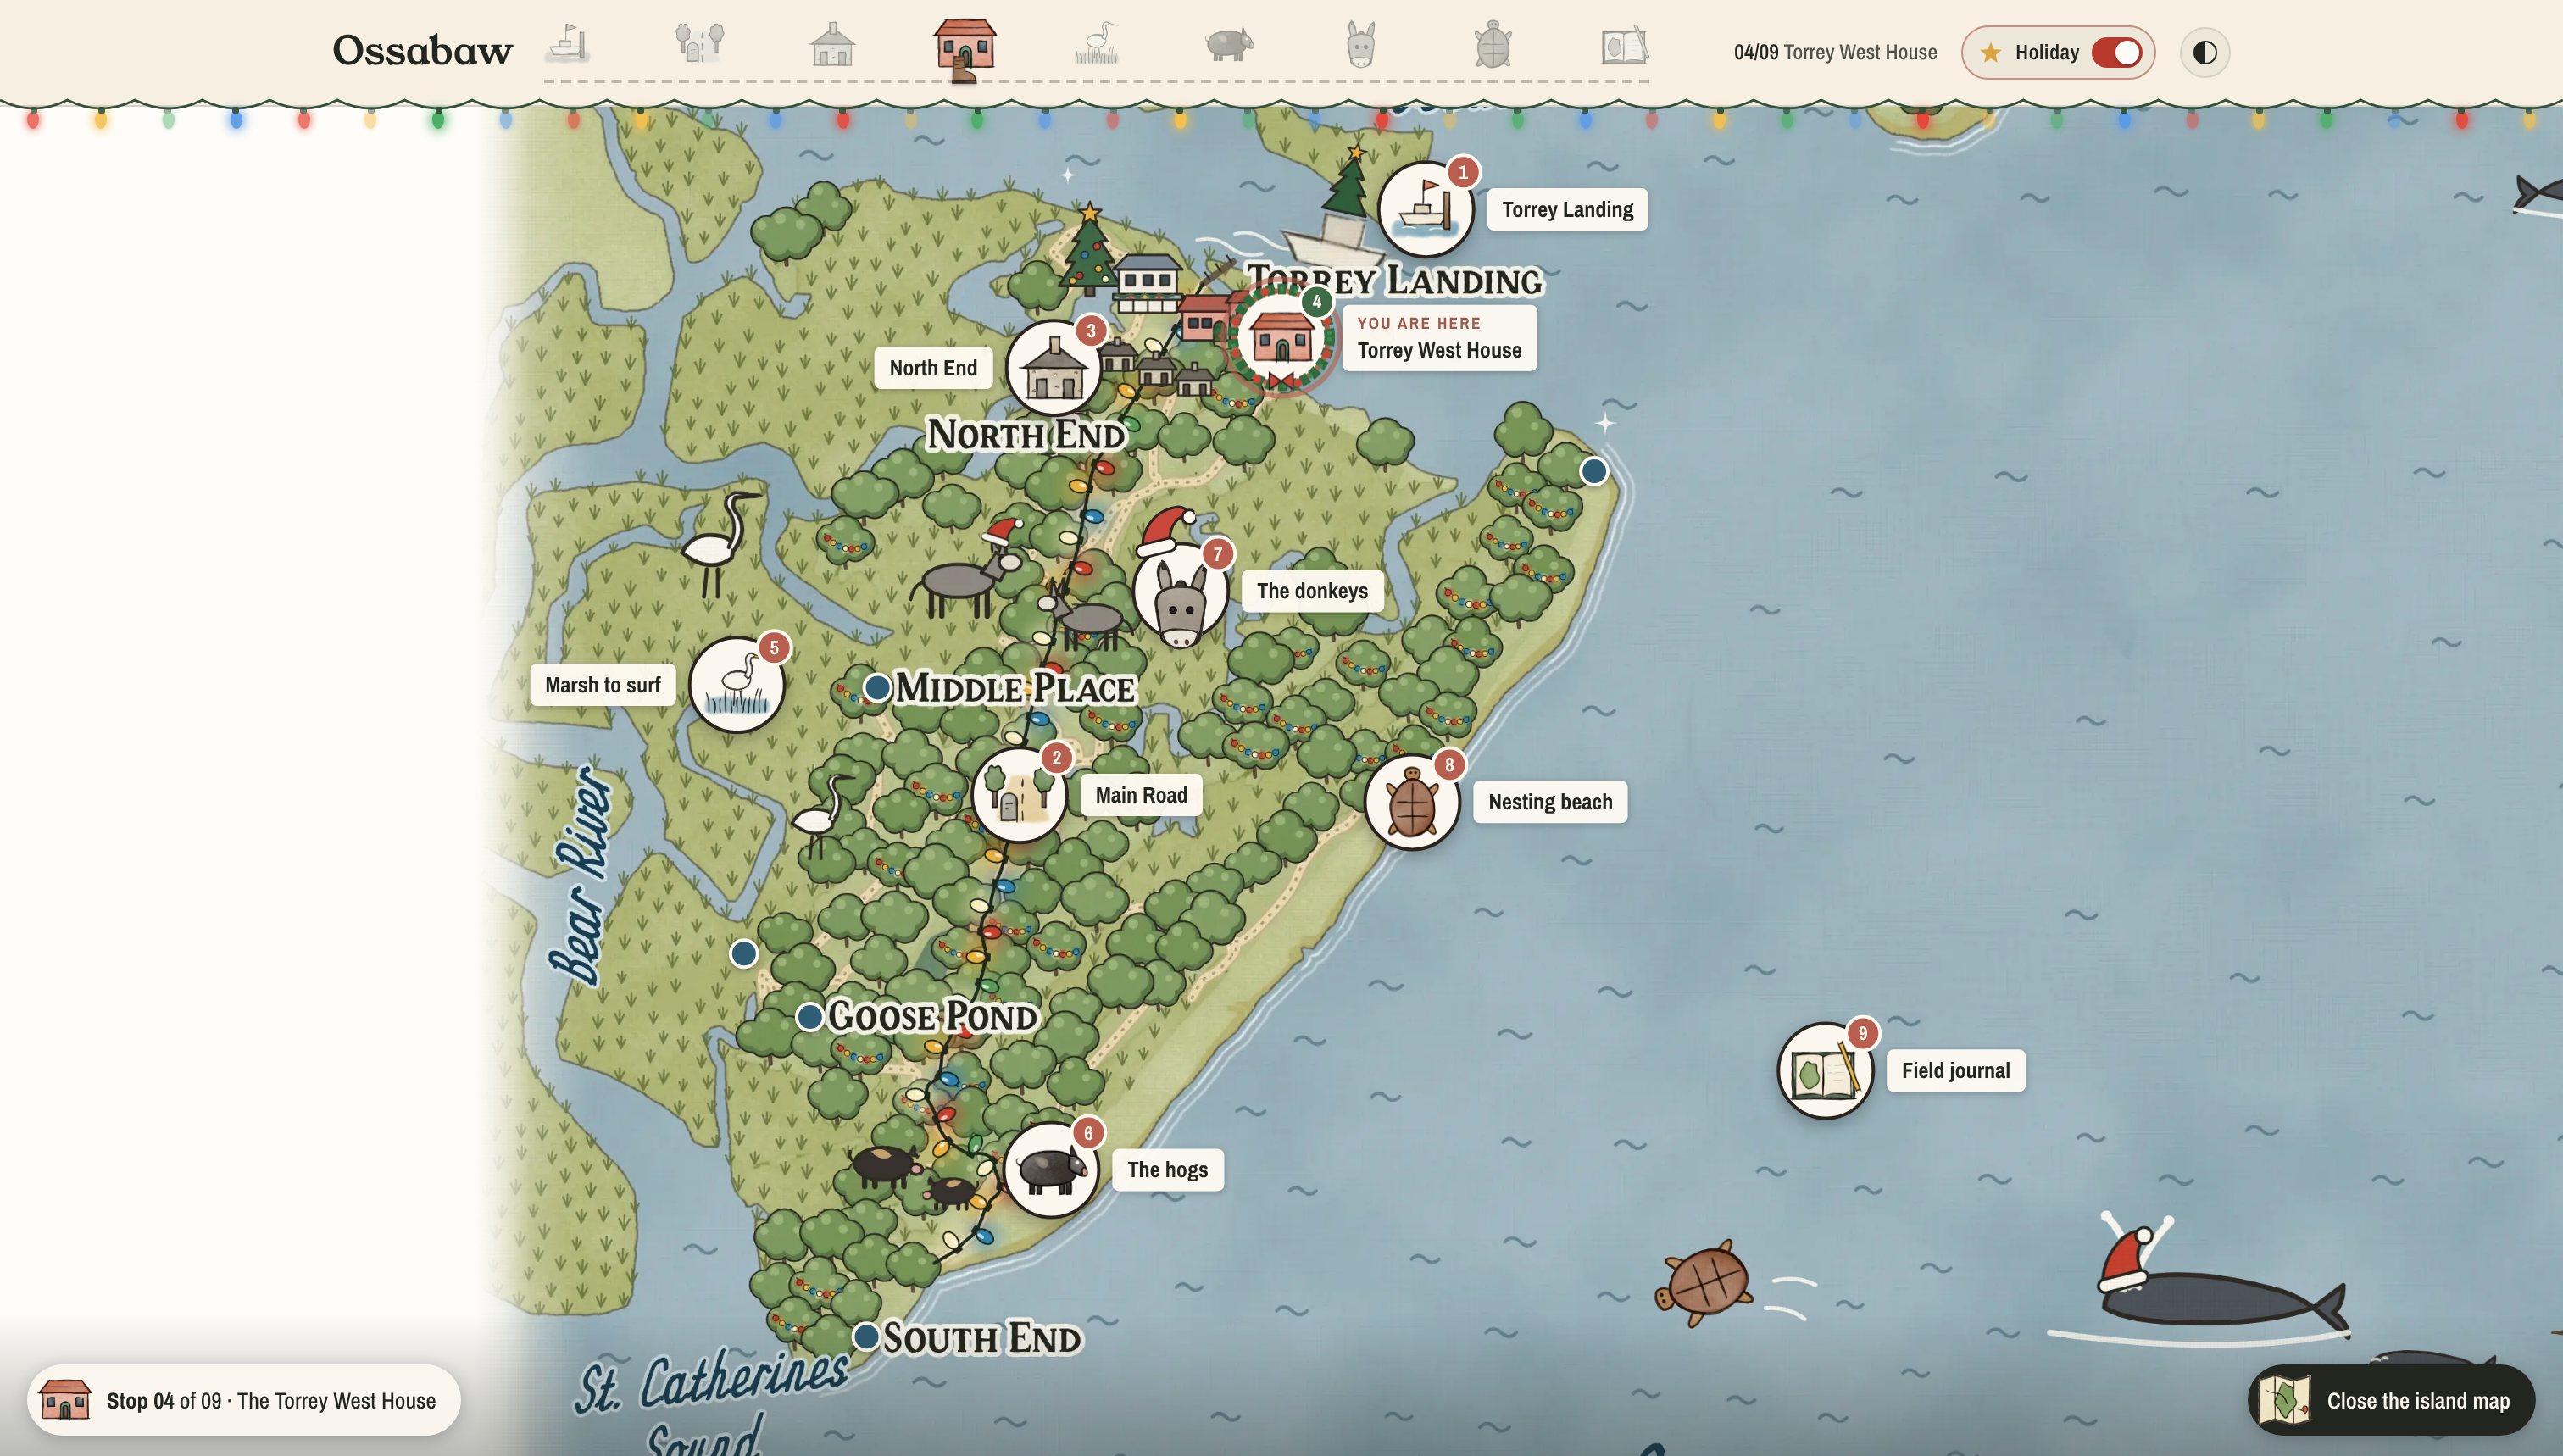 Ossabaw
04/09 Torrey West House
Holiday
1
Torrey Landing
TORREY LANDING
4
YOU ARE HERE
Torrey West House
3
North End
NORTH END
7
The donkeys
5
Marsh to surf
MIDDLE PLACE
2
Main Road
8
Nesting beach
Bear River
GOOSE POND
9
Field journal
6
The hogs
SOUTH END
St. Catherines
Sound
Stop 04 of 09 · The Torrey West House
Close the island map